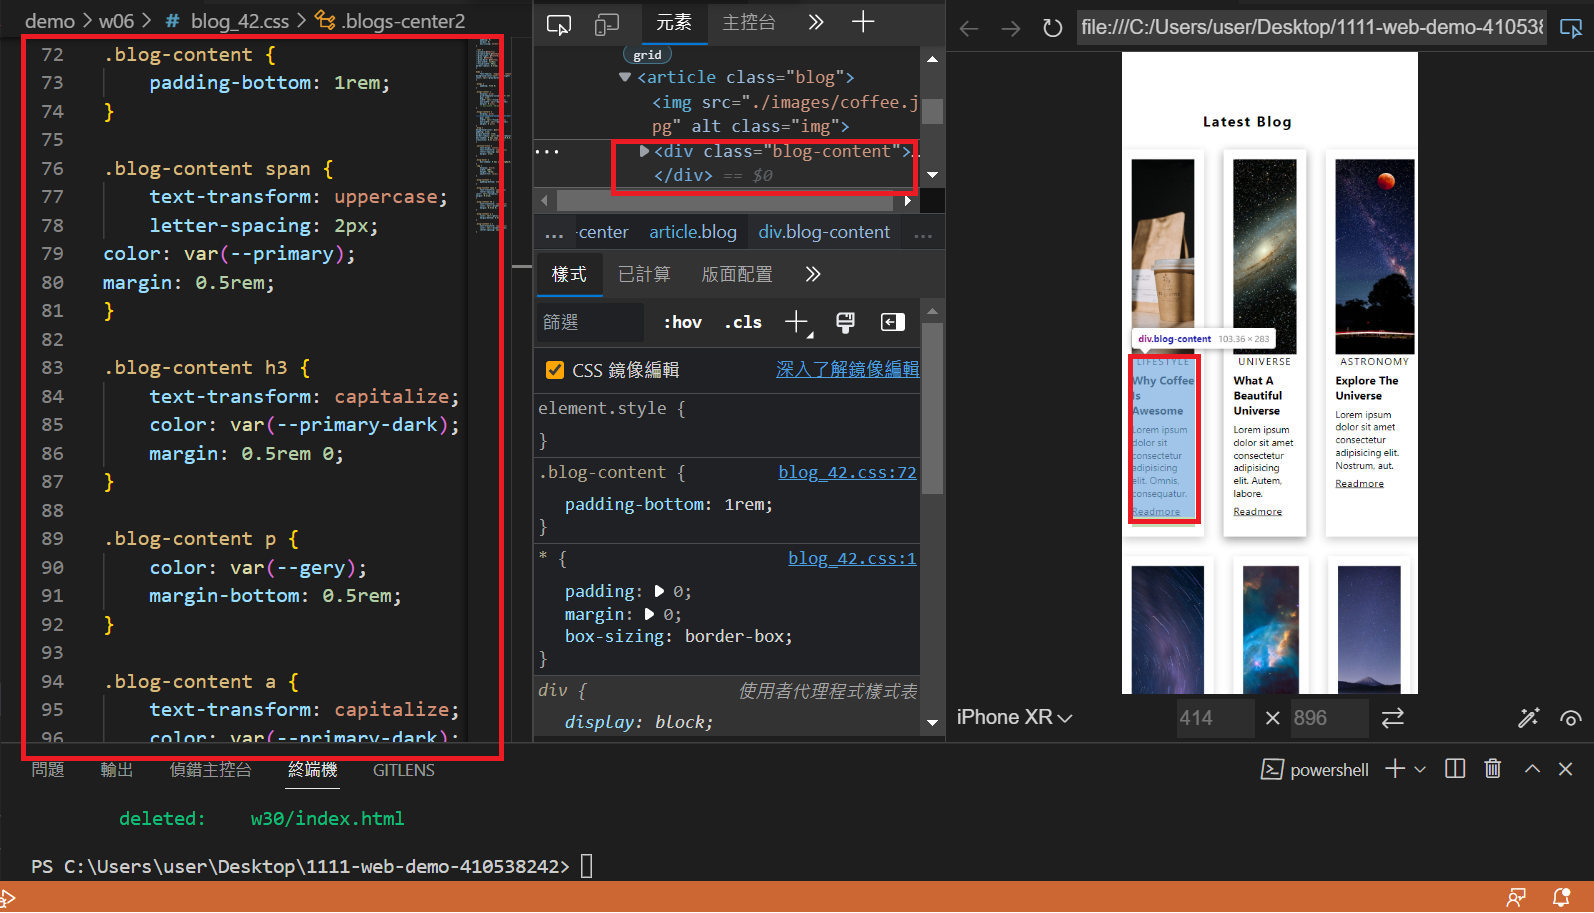 demo > w06 > # blog_42.css > .blogs-center2
72 .blog-content {
73 padding-bottom: 1rem;
74 }
75
76 .blog-content span {
77 text-transform: uppercase;
78 letter-spacing: 2px;
79 color: var(--primary);
80 margin: 0.5rem;
81 }
82
83 .blog-content h3 {
84 text-transform: capitalize;
85 color: var(--primary-dark);
86 margin: 0.5rem 0;
87 }
88
89 .blog-content p {
90 color: var(--gery);
91 margin-bottom: 0.5rem;
92 }
93
94 .blog-content a {
95 text-transform: capitalize;
96 color: var(--primary-dark);
元素 主控台
grid
<article class="blog">
<img src="./images/coffee.j
pg" alt class="img">
<div class="blog-content">…
</div> == $0
... -center article.blog div.blog-content ...
樣式 已計算 版面配置
篩選 :hov .cls
CSS 鏡像編輯 深入了解鏡像編輯
element.style {
}
.blog-content { blog_42.css:72
padding-bottom: 1rem;
}
* { blog_42.css:1
padding: 0;
margin: 0;
box-sizing: border-box;
}
div { 使用者代理程式樣式表
display: block;
file:///C:/Users/user/Desktop/1111-web-demo-410538
Latest Blog
div.blog-content 103.36 × 283
LIFESTYLE
Why Coffee
Is
Awesome
Lorem ipsum
dolor sit
consectetur
adipisicing
elit. Omnis,
consequatur.
Readmore
UNIVERSE
What A
Beautiful
Universe
Lorem ipsum
dolor sit amet
consectetur
adipisicing
elit. Autem,
labore.
Readmore
ASTRONOMY
Explore The
Universe
Lorem ipsum
dolor sit amet
consectetur
adipisicing elit.
Nostrum, aut.
Readmore
iPhone XR 414 × 896
問題 輸出 偵錯主控台 終端機 GITLENS
powershell
deleted: w30/index.html
PS C:\Users\user\Desktop\1111-web-demo-410538242>